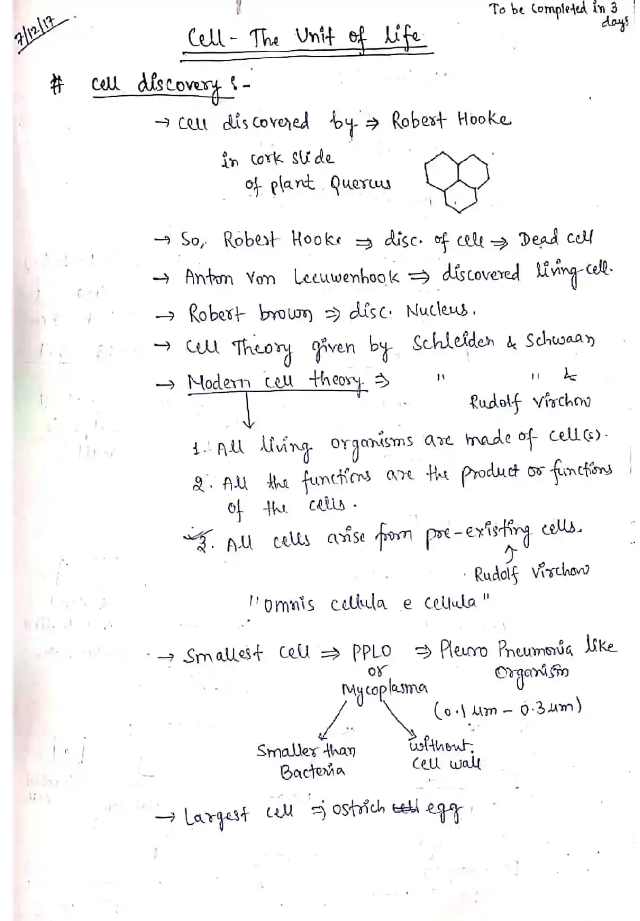 7/12/17
To be completed in 3 days
Cell - The Unit of Life
# Cell discovery :-
→ Cell discovered by ⇒ Robert Hooke
in cork slide
of plant Quercus
→ So, Robert Hooke ⇒ disc. of cell ⇒ Dead cell
→ Anton Von Leeuwenhook ⇒ discovered living cell.
→ Robert brown ⇒ disc. Nucleus.
→ Cell Theory given by Schleiden & Schwaan
→ Modern cell theory ⇒ " " &
Rudolf Virchow
1. All living organisms are made of cell(s).
2. All the functions are the product or functions
of the cells.
3. All cells arise from pre-existing cells.
Rudolf Virchow
"omnis cellula e cellula"
→ Smallest cell ⇒ PPLO ⇒ Pleuro Pneumonia like
or Organism
Mycoplasma
(0.1 µm - 0.3 µm)
Smaller than without
Bacteria cell wall
→ Largest cell ⇒ ostrich cell egg